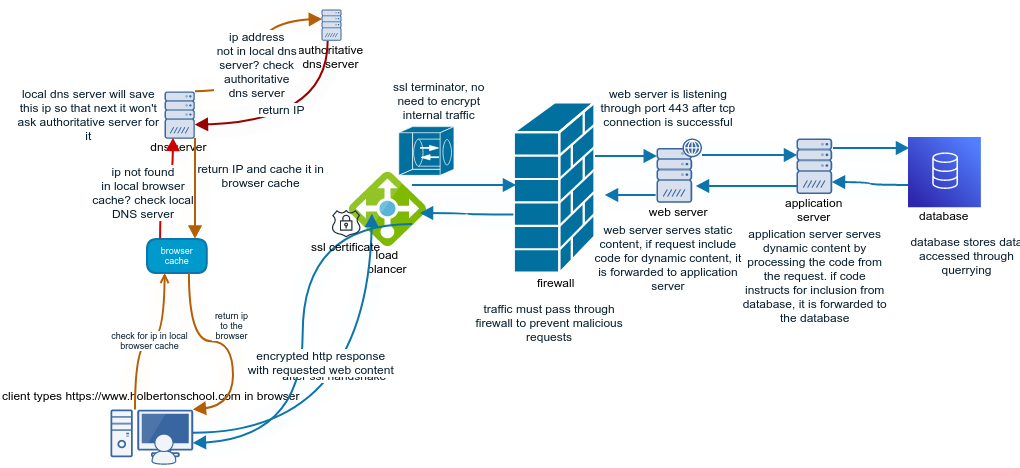 ip address
not in local dns
server? check
authoritative
dns server
authoritative
dns server
return IP
local dns server will save
this ip so that next it won't
ask authoritative server for
it
dns server
return IP and cache it in
browser cache
ip not found
in local browser
cache? check local
DNS server
browser
cache
check for ip in local
browser cache
return ip
to the
browser
client types https://www.holbertonschool.com in browser
encrypted http response
with requested web content
after ssl handshake
ssl certificate
load
blancer
ssl terminator, no
need to encrypt
internal traffic
firewall
traffic must pass through
firewall to prevent malicious
requests
web server is listening
through port 443 after tcp
connection is successful
web server
web server serves static
content, if request include
code for dynamic content, it
is forwarded to application
server
application
server
application server serves
dynamic content by
processing the code from
the request. if code
instructs for inclusion from
database, it is forwarded to
the database
database
database stores data
accessed through
querrying